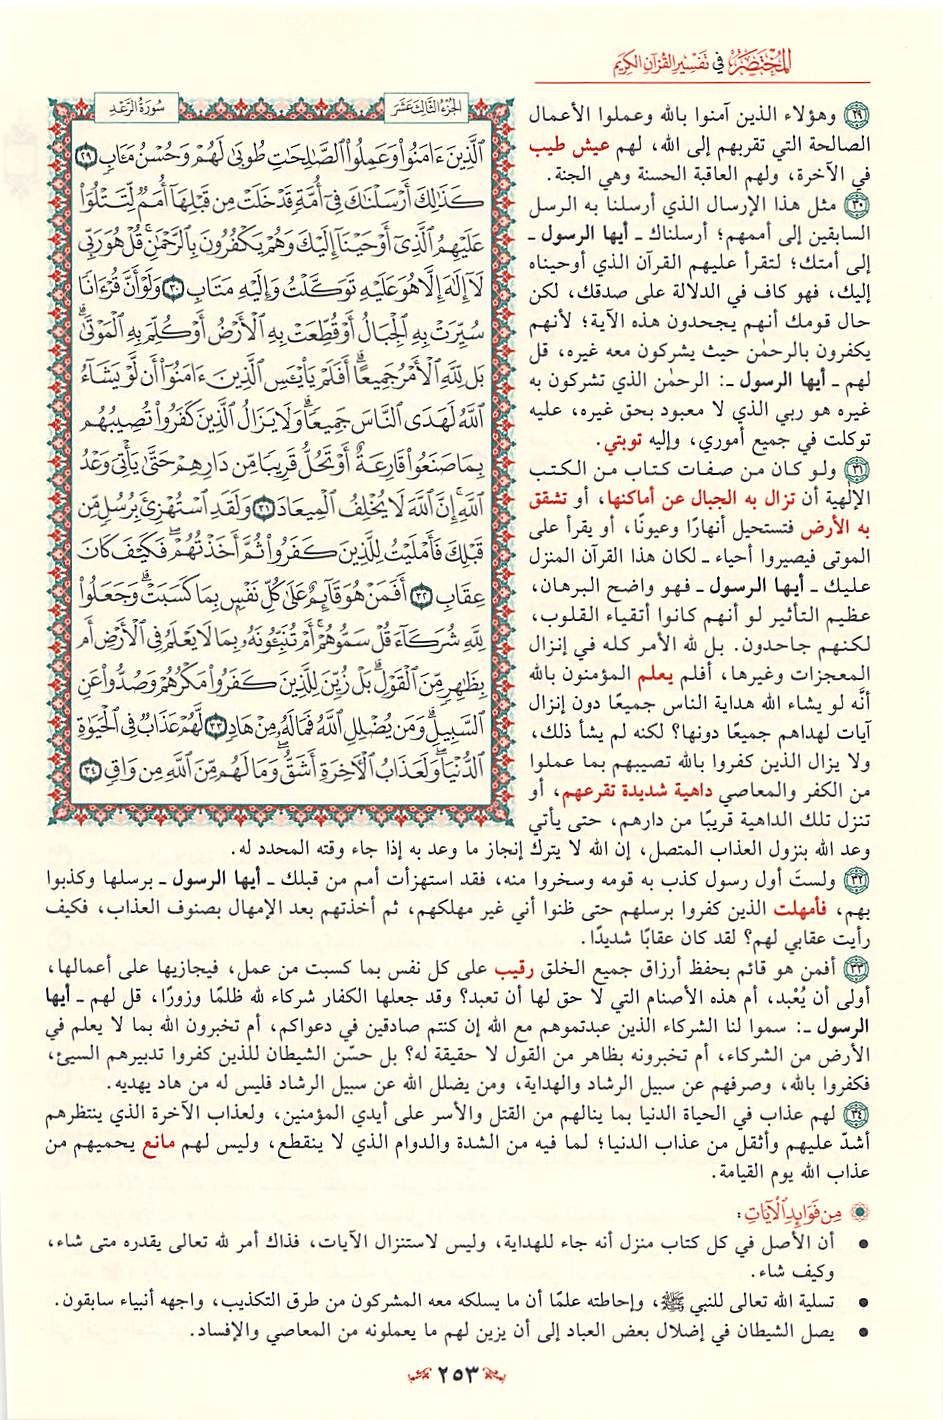 المُخْتَصَرُ في تَفْسِيرِ القُرْآنِ الكَرِيمِ
الجُزءُ الثَّالِثَ عَشَرَ
سُورَةُ الرَّعْدِ
ٱلَّذِينَ ءَامَنُواْ وَعَمِلُواْ ٱلصَّـٰلِحَـٰتِ طُوبَىٰ لَهُمْ وَحُسْنُ مَـَٔابٍ ٢٩
كَذَٰلِكَ أَرْسَلْنَـٰكَ فِىٓ أُمَّةٍ قَدْ خَلَتْ مِن قَبْلِهَآ أُمَمٌ لِّتَتْلُوَاْ
عَلَيْهِمُ ٱلَّذِىٓ أَوْحَيْنَآ إِلَيْكَ وَهُمْ يَكْفُرُونَ بِٱلرَّحْمَـٰنِۚ قُلْ هُوَ رَبِّى
لَآ إِلَـٰهَ إِلَّا هُوَ عَلَيْهِ تَوَكَّلْتُ وَإِلَيْهِ مَتَابِ ٣٠ وَلَوْ أَنَّ قُرْءَانًا
سُيِّرَتْ بِهِ ٱلْجِبَالُ أَوْ قُطِّعَتْ بِهِ ٱلْأَرْضُ أَوْ كُلِّمَ بِهِ ٱلْمَوْتَىٰۗ
بَل لِّلَّهِ ٱلْأَمْرُ جَمِيعًاۗ أَفَلَمْ يَا۟يْـَٔسِ ٱلَّذِينَ ءَامَنُوٓاْ أَن لَّوْ يَشَآءُ
ٱللَّهُ لَهَدَى ٱلنَّاسَ جَمِيعًاۗ وَلَا يَزَالُ ٱلَّذِينَ كَفَرُواْ تُصِيبُهُم
بِمَا صَنَعُواْ قَارِعَةٌ أَوْ تَحُلُّ قَرِيبًا مِّن دَارِهِمْ حَتَّىٰ يَأْتِىَ وَعْدُ
ٱللَّهِۚ إِنَّ ٱللَّهَ لَا يُخْلِفُ ٱلْمِيعَادَ ٣١ وَلَقَدِ ٱسْتُهْزِئَ بِرُسُلٍ مِّن
قَبْلِكَ فَأَمْلَيْتُ لِلَّذِينَ كَفَرُواْ ثُمَّ أَخَذْتُهُمْۖ فَكَيْفَ كَانَ
عِقَابِ ٣٢ أَفَمَنْ هُوَ قَآئِمٌ عَلَىٰ كُلِّ نَفْسٍۭ بِمَا كَسَبَتْۗ وَجَعَلُواْ
لِلَّهِ شُرَكَآءَ قُلْ سَمُّوهُمْۚ أَمْ تُنَبِّـُٔونَهُۥ بِمَا لَا يَعْلَمُ فِى ٱلْأَرْضِ أَم
بِظَـٰهِرٍ مِّنَ ٱلْقَوْلِۗ بَلْ زُيِّنَ لِلَّذِينَ كَفَرُواْ مَكْرُهُمْ وَصُدُّواْ عَنِ
ٱلسَّبِيلِۗ وَمَن يُضْلِلِ ٱللَّهُ فَمَا لَهُۥ مِنْ هَادٍ ٣٣ لَّهُمْ عَذَابٌ فِى ٱلْحَيَوٰةِ
ٱلدُّنْيَاۖ وَلَعَذَابُ ٱلْأَخِرَةِ أَشَقُّۖ وَمَا لَهُم مِّنَ ٱللَّهِ مِن وَاقٍ ٣٤
٢٩ وهؤلاء الذين آمنوا بالله وعملوا الأعمال
الصالحة التي تقربهم إلى الله، لهم عيش طيب
في الآخرة، ولهم العاقبة الحسنة وهي الجنة.
٣٠ مثل هذا الإرسال الذي أرسلنا به الرسل
السابقين إلى أممهم؛ أرسلناك ـ أيها الرسول ـ
إلى أمتك؛ لتقرأ عليهم القرآن الذي أوحيناه
إليك، فهو كاف في الدلالة على صدقك، لكن
حال قومك أنهم يجحدون هذه الآية؛ لأنهم
يكفرون بالرحمٰن حيث يشركون معه غيره، قل
لهم ـ أيها الرسول ـ: الرحمٰن الذي تشركون به
غيره هو ربي الذي لا معبود بحق غيره، عليه
توكلت في جميع أموري، وإليه توبتي.
٣١ ولو كان من صفات كتاب من الكتب
الإلٰهية أن تزال به الجبال عن أماكنها، أو تشقق
به الأرض فتستحيل أنهارًا وعيونًا، أو يقرأ على
الموتى فيصيروا أحياء ـ لكان هذا القرآن المنزل
عليك ـ أيها الرسول ـ فهو واضح البرهان،
عظيم التأثير لو أنهم كانوا أتقياء القلوب،
لكنهم جاحدون. بل لله الأمر كله في إنزال
المعجزات وغيرها، أفلم يعلم المؤمنون بالله
أنَّه لو يشاء الله هداية الناس جميعًا دون إنزال
آيات لهداهم جميعًا دونها؟ لكنه لم يشأ ذلك،
ولا يزال الذين كفروا بالله تصيبهم بما عملوا
من الكفر والمعاصي داهية شديدة تقرعهم، أو
تنزل تلك الداهية قريبًا من دارهم، حتى يأتي
وعد الله بنزول العذاب المتصل، إن الله لا يترك إنجاز ما وعد به إذا جاء وقته المحدد له.
٣٢ ولستَ أول رسول كذب به قومه وسخروا منه، فقد استهزأت أمم من قبلك ـ أيها الرسول ـ برسلها وكذبوا
بهم، فأمهلت الذين كفروا برسلهم حتى ظنوا أني غير مهلكهم، ثم أخذتهم بعد الإمهال بصنوف العذاب، فكيف
رأيت عقابي لهم؟ لقد كان عقابًا شديدًا.
٣٣ أفمن هو قائم بحفظ أرزاق جميع الخلق رقيب على كل نفس بما كسبت من عمل، فيجازيها على أعمالها،
أولى أن يُعْبد، أم هذه الأصنام التي لا حق لها أن تعبد؟ وقد جعلها الكفار شركاء لله ظلمًا وزورًا، قل لهم ـ أيها
الرسول ـ: سموا لنا الشركاء الذين عبدتموهم مع الله إن كنتم صادقين في دعواكم، أم تخبرون الله بما لا يعلم في
الأرض من الشركاء، أم تخبرونه بظاهر من القول لا حقيقة له؟ بل حسّن الشيطان للذين كفروا تدبيرهم السيئ،
فكفروا بالله، وصرفهم عن سبيل الرشاد والهداية، ومن يضلل الله عن سبيل الرشاد فليس له من هاد يهديه.
٣٤ لهم عذاب في الحياة الدنيا بما ينالهم من القتل والأسر على أيدي المؤمنين، ولعذاب الآخرة الذي ينتظرهم
أشدّ عليهم وأثقل من عذاب الدنيا؛ لما فيه من الشدة والدوام الذي لا ينقطع، وليس لهم مانع يحميهم من
عذاب الله يوم القيامة.
مِن فَوَائِدِ الآيَاتِ:
• أن الأصل في كل كتاب منزل أنه جاء للهداية، وليس لاستنزال الآيات، فذاك أمر لله تعالى يقدره متى شاء،
وكيف شاء.
• تسلية الله تعالى للنبي ﷺ، وإحاطته علمًا أن ما يسلكه معه المشركون من طرق التكذيب، واجهه أنبياء سابقون.
• يصل الشيطان في إضلال بعض العباد إلى أن يزين لهم ما يعملونه من المعاصي والإفساد.
٢٥٣